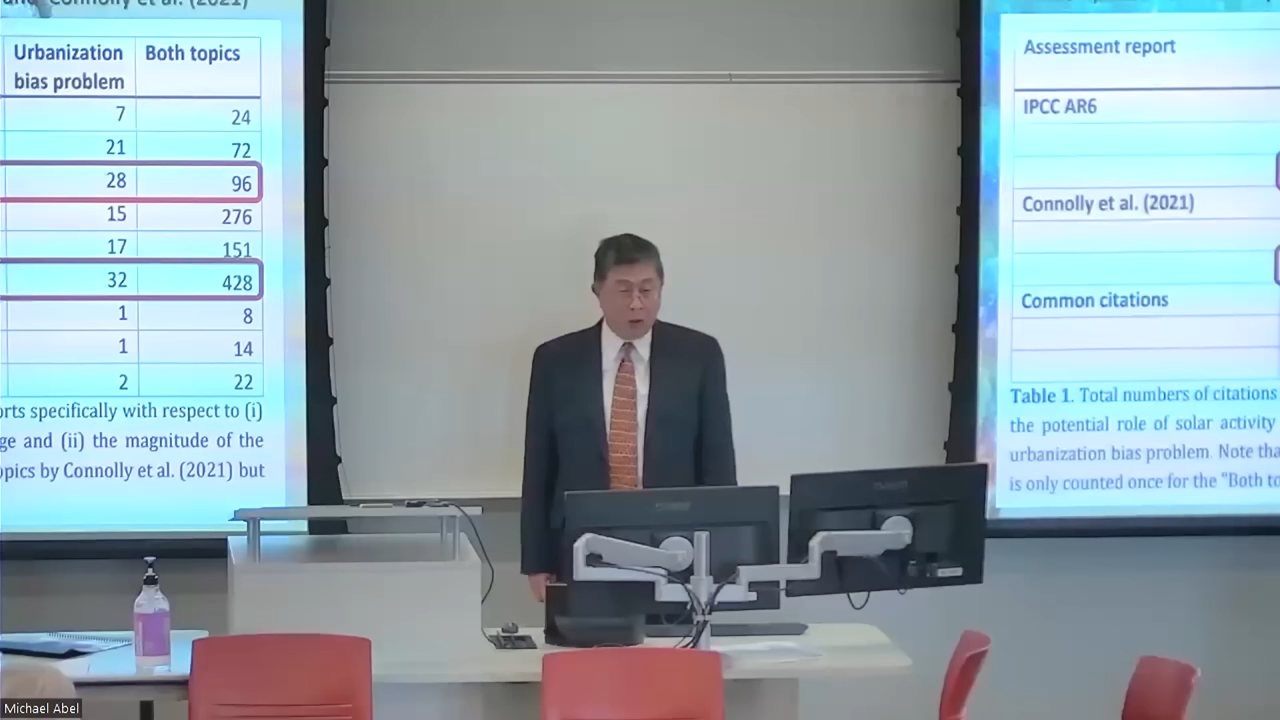 and Connolly et al. (2021)
Urbanization Both topics
bias problem
7 24
21 72
28 96
15 276
17 151
32 428
1 8
1 14
2 22
orts specifically with respect to (i)
ge and (ii) the magnitude of the
opics by Connolly et al. (2021) but
Assessment report
IPCC AR6
Connolly et al. (2021)
Common citations
Table 1. Total numbers of citations
the potential role of solar activity
urbanization bias problem. Note tha
is only counted once for the "Both to
Michael Abel